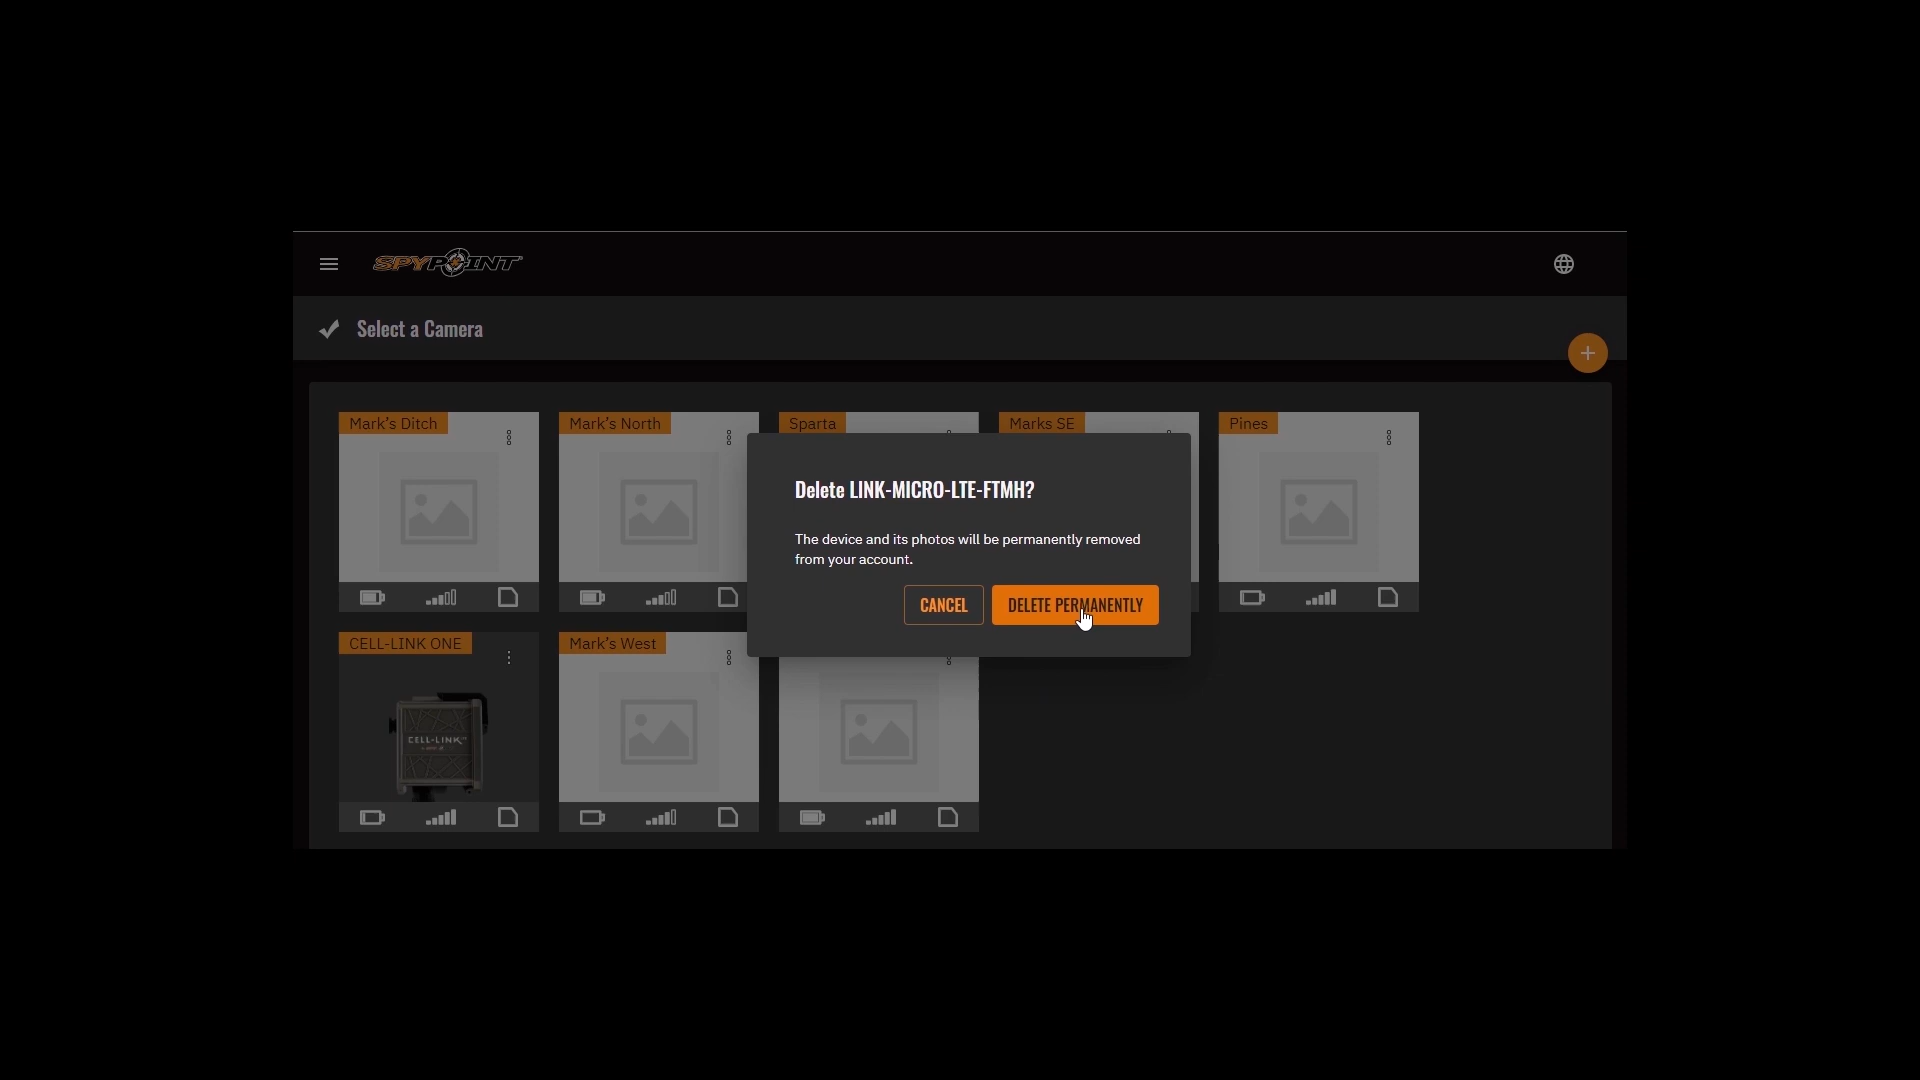 SPYPOINT
Select a Camera
Mark's Ditch
Mark's North
Sparta
Marks SE
Pines
Delete LINK-MICRO-LTE-FTMH?
The device and its photos will be permanently removed
from your account.
CANCEL
DELETE PERMANENTLY
CELL-LINK ONE
Mark's West
CELL-LINK